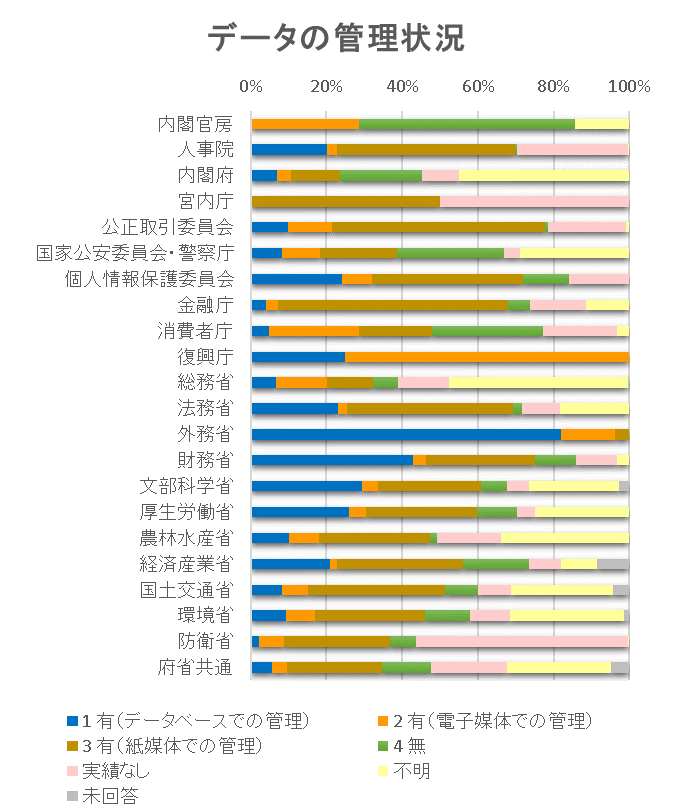 データの管理状況
0% 20% 40% 60% 80% 100%
内閣官房
人事院
内閣府
宮内庁
公正取引委員会
国家公安委員会・警察庁
個人情報保護委員会
金融庁
消費者庁
復興庁
総務省
法務省
外務省
財務省
文部科学省
厚生労働省
農林水産省
経済産業省
国土交通省
環境省
防衛省
府省共通
1 有（データベースでの管理） 2 有（電子媒体での管理）
3 有（紙媒体での管理） 4 無
実績なし 不明
未回答